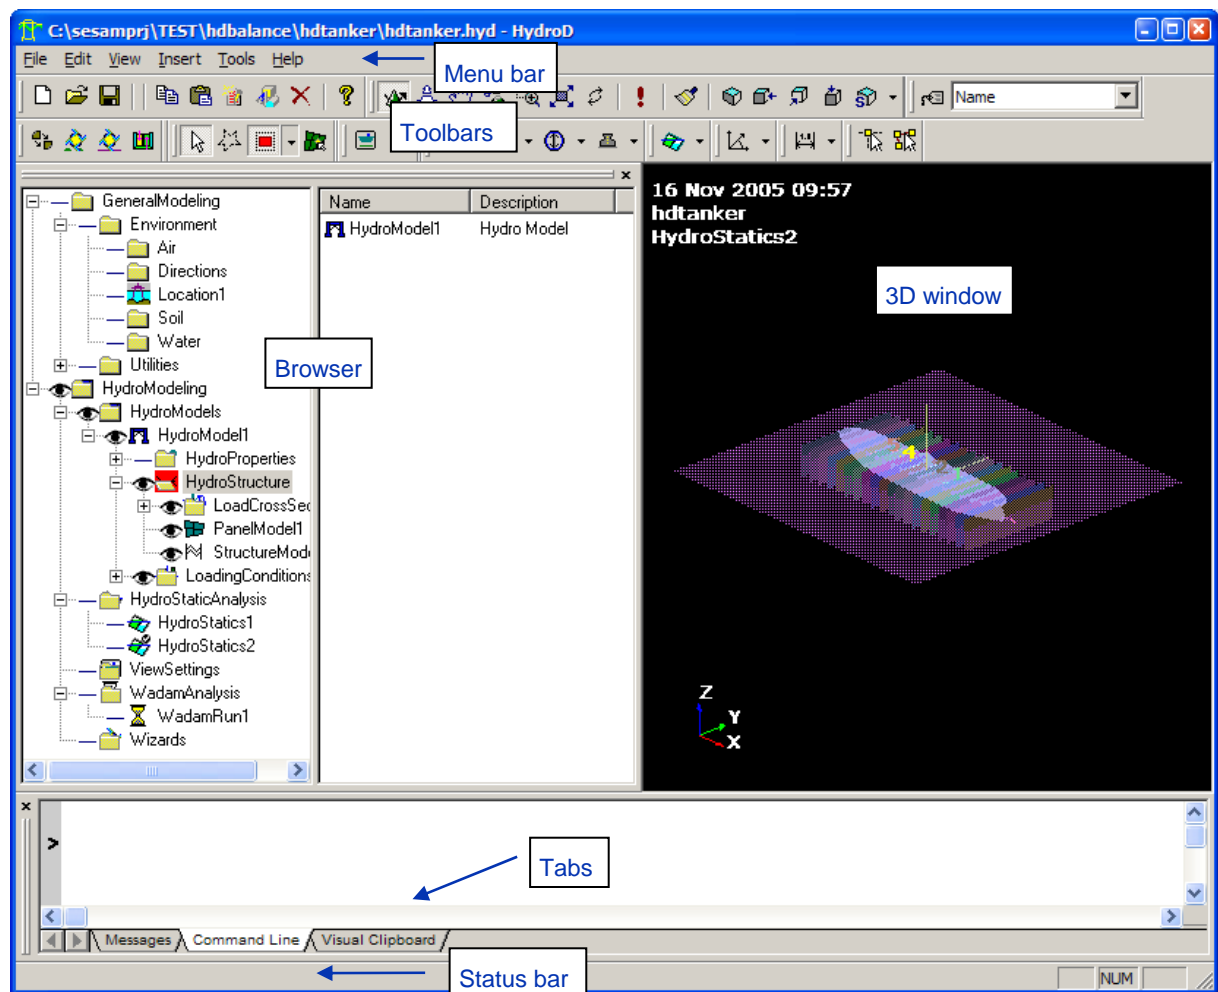 C:\sesamprj\TEST\hdbalance\hdtanker\hdtanker.hyd - HydroD
File Edit View Insert Tools Help
Menu bar
Name
Toolbars
GeneralModeling
Environment
Air
Directions
Location1
Soil
Water
Utilities
HydroModeling
HydroModels
HydroModel1
HydroProperties
HydroStructure
LoadCrossSec
PanelModel1
StructureMod
LoadingConditions
HydroStaticAnalysis
HydroStatics1
HydroStatics2
ViewSettings
WadamAnalysis
WadamRun1
Wizards
Browser
Name Description
HydroModel1 Hydro Model
16 Nov 2005 09:57
hdtanker
HydroStatics2
3D window
Z
Y
X
>
Tabs
Messages Command Line Visual Clipboard
Status bar
NUM